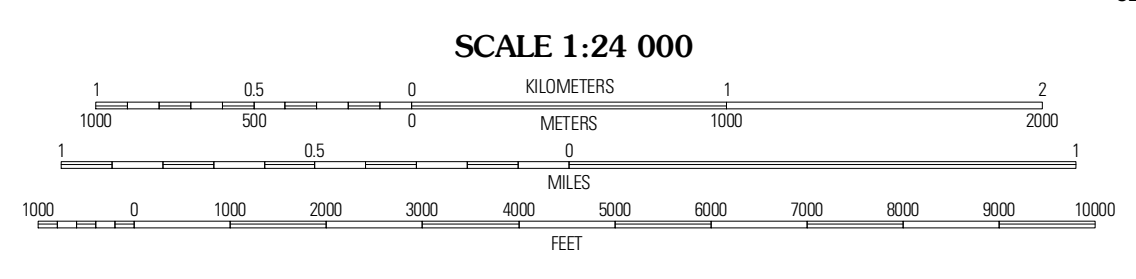 SCALE 1:24 000
1 0.5 0 KILOMETERS 1 2
1000 500 0 METERS 1000 2000
1 0.5 0 1
MILES
1000 0 1000 2000 3000 4000 5000 6000 7000 8000 9000 10000
FEET